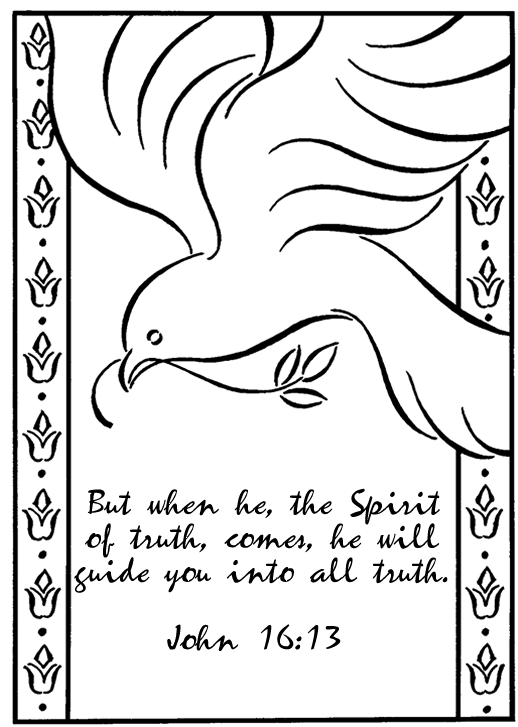 But when he, the Spirit
of truth, comes, he will
guide you into all truth.
John 16:13